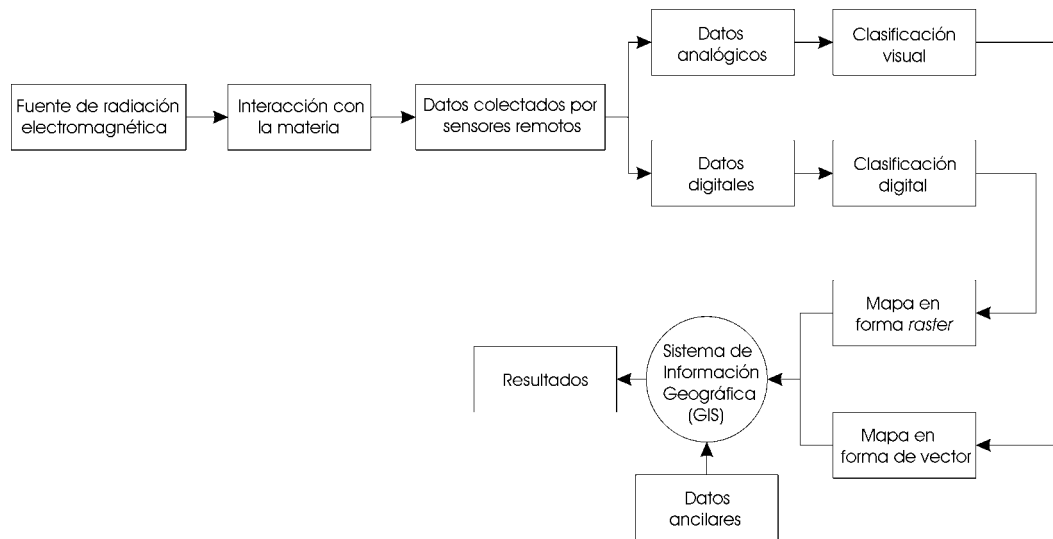 Datos
analógicos
Clasificación
visual
Fuente de radiación
electromagnética
Interacción con
la materia
Datos colectados por
sensores remotos
Datos
digitales
Clasificación
digital
Mapa en
forma raster
Sistema de
Información
Geográfica
(GIS)
Resultados
Mapa en
forma de vector
Datos
ancilares